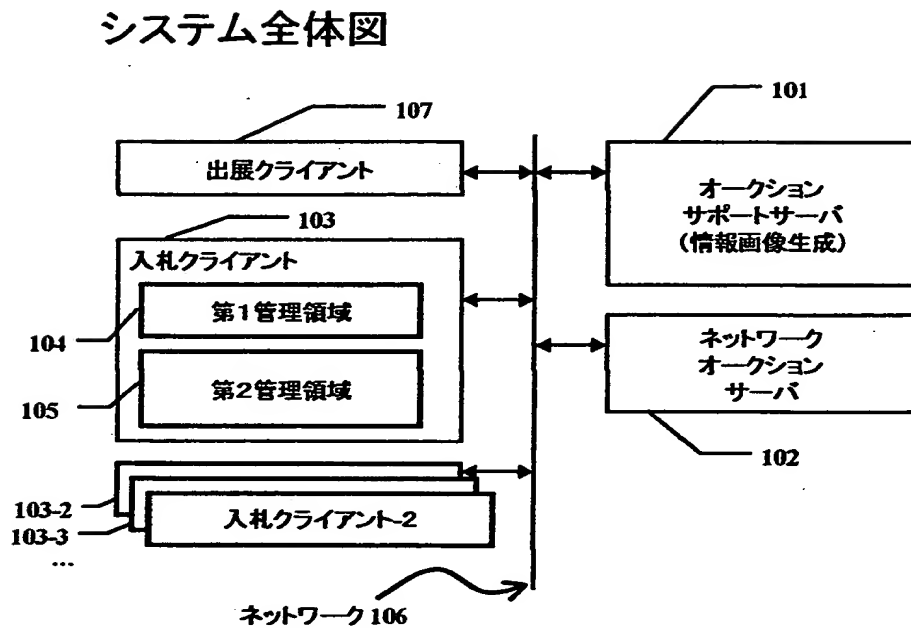 システム全体図
107
101
出展クライアント
オークション
サポートサーバ
(情報画像生成)
103
入札クライアント
第1管理領域
104
第2管理領域
105
ネットワーク
オークション
サーバ
102
103-2
103-3
入札クライアント-2
...
ネットワーク106